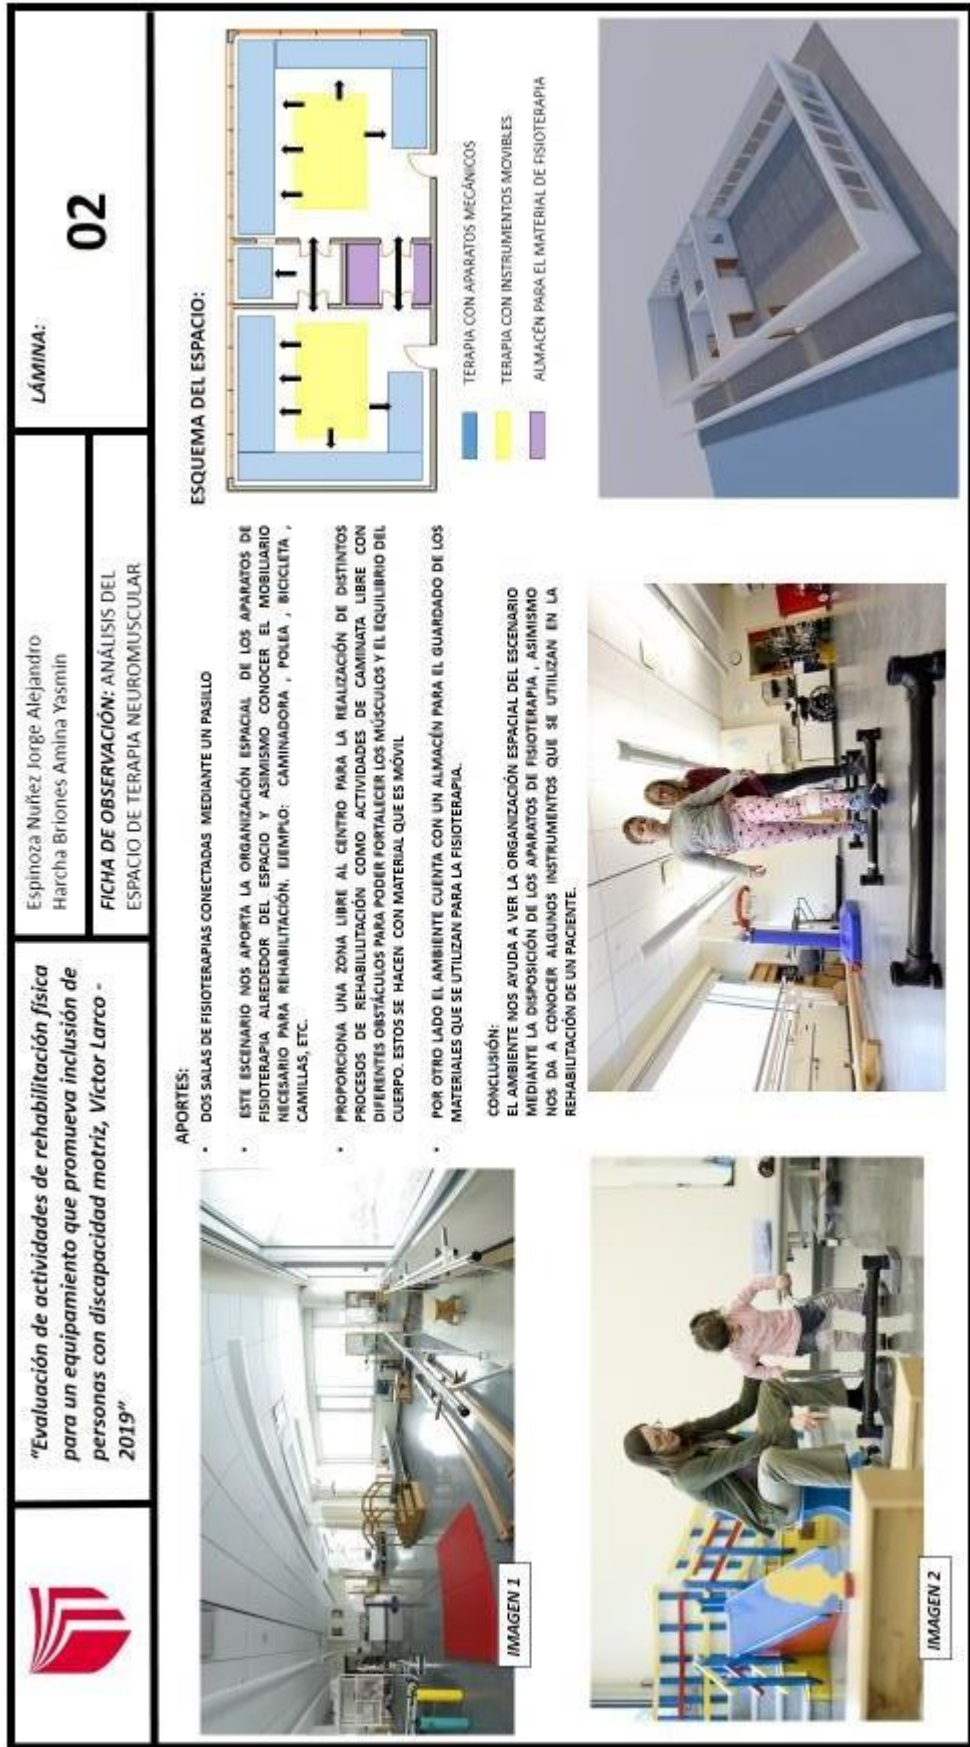 "Evaluación de actividades de rehabilitación física
para un equipamiento que promueva inclusión de
personas con discapacidad motriz, Víctor Larco -
2019"
Espinoza Nuñez Jorge Alejandro
Harcha Briones Amina Yasmin
FICHA DE OBSERVACIÓN: ANÁLISIS DEL
ESPACIO DE TERAPIA NEUROMUSCULAR
LÁMINA:
02
IMAGEN 1
IMAGEN 2
APORTES:
• DOS SALAS DE FISIOTERAPIAS CONECTADAS MEDIANTE UN PASILLO
• ESTE ESCENARIO NOS APORTA LA ORGANIZACIÓN ESPACIAL DE LOS APARATOS DE
FISIOTERAPIA ALREDEDOR DEL ESPACIO Y ASIMISMO CONOCER EL MOBILIARIO
NECESARIO PARA REHABILITACIÓN. EJEMPLO: CAMINADORA , POLEA , BICICLETA ,
CAMILLAS, ETC.
• PROPORCIONA UNA ZONA LIBRE AL CENTRO PARA LA REALIZACIÓN DE DISTINTOS
PROCESOS DE REHABILITACIÓN COMO ACTIVIDADES DE CAMINATA LIBRE CON
DIFERENTES OBSTÁCULOS PARA PODER FORTALECER LOS MÚSCULOS Y EL EQUILIBRIO DEL
CUERPO. ESTOS SE HACEN CON MATERIAL QUE ES MÓVIL
• POR OTRO LADO EL AMBIENTE CUENTA CON UN ALMACÉN PARA EL GUARDADO DE LOS
MATERIALES QUE SE UTILIZAN PARA LA FISIOTERAPIA.
CONCLUSIÓN:
EL AMBIENTE NOS AYUDA A VER LA ORGANIZACIÓN ESPACIAL DEL ESCENARIO
MEDIANTE LA DISPOSICIÓN DE LOS APARATOS DE FISIOTERAPIA , ASIMISMO
NOS DA A CONOCER ALGUNOS INSTRUMENTOS QUE SE UTIILIZAN EN LA
REHABILITACIÓN DE UN PACIENTE.
ESQUEMA DEL ESPACIO:
TERAPIA CON APARATOS MECÁNICOS
TERAPIA CON INSTRUMENTOS MOVIBLES
ALMACÉN PARA EL MATERIAL DE FISIOTERAPIA